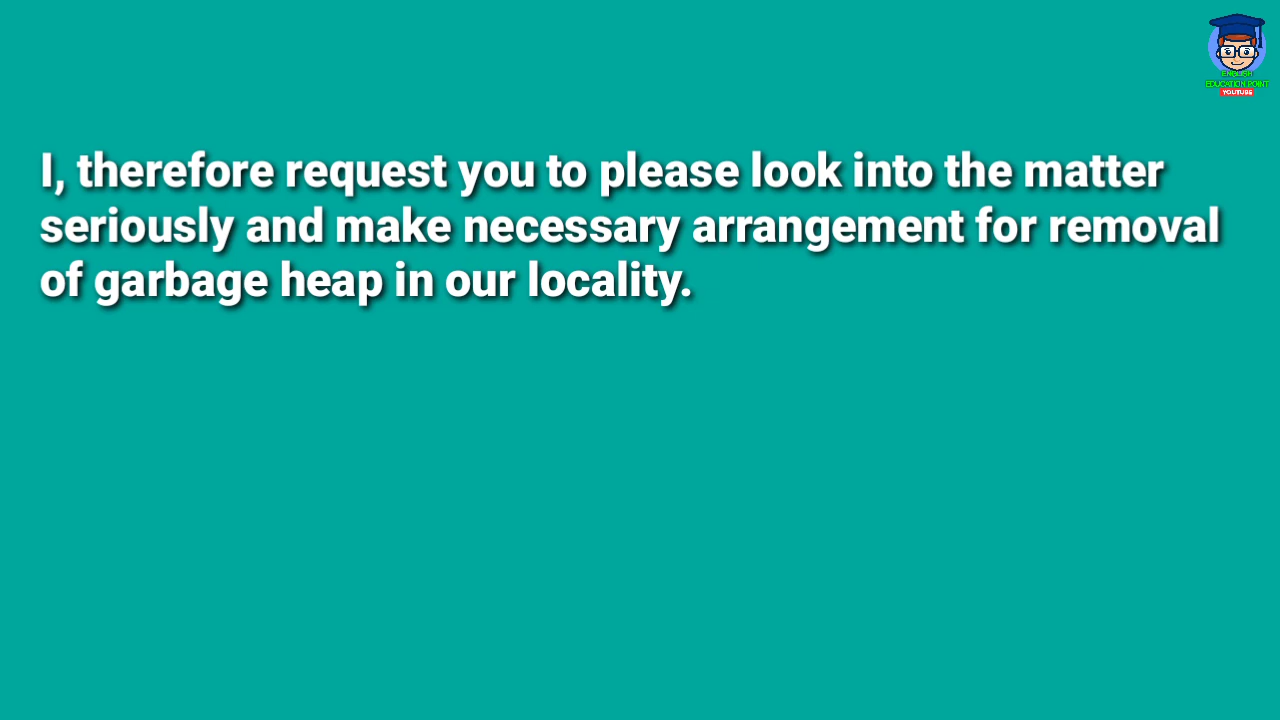 ENGLISH
EDUCATION POINT
YOUTUBE
I, therefore request you to please look into the matter
seriously and make necessary arrangement for removal
of garbage heap in our locality.